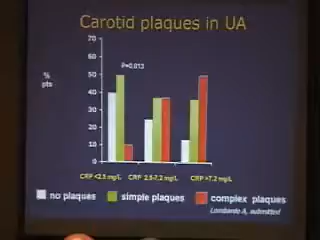 Carotid plaques in UA
%
pts
70
60
50
40
30
20
10
0
P=0.013
CRP <2.5 mg/L CRP 2.5-7.2 mg/L CRP >7.2 mg/L
no plaques simple plaques complex plaques
Lombardo A, submitted